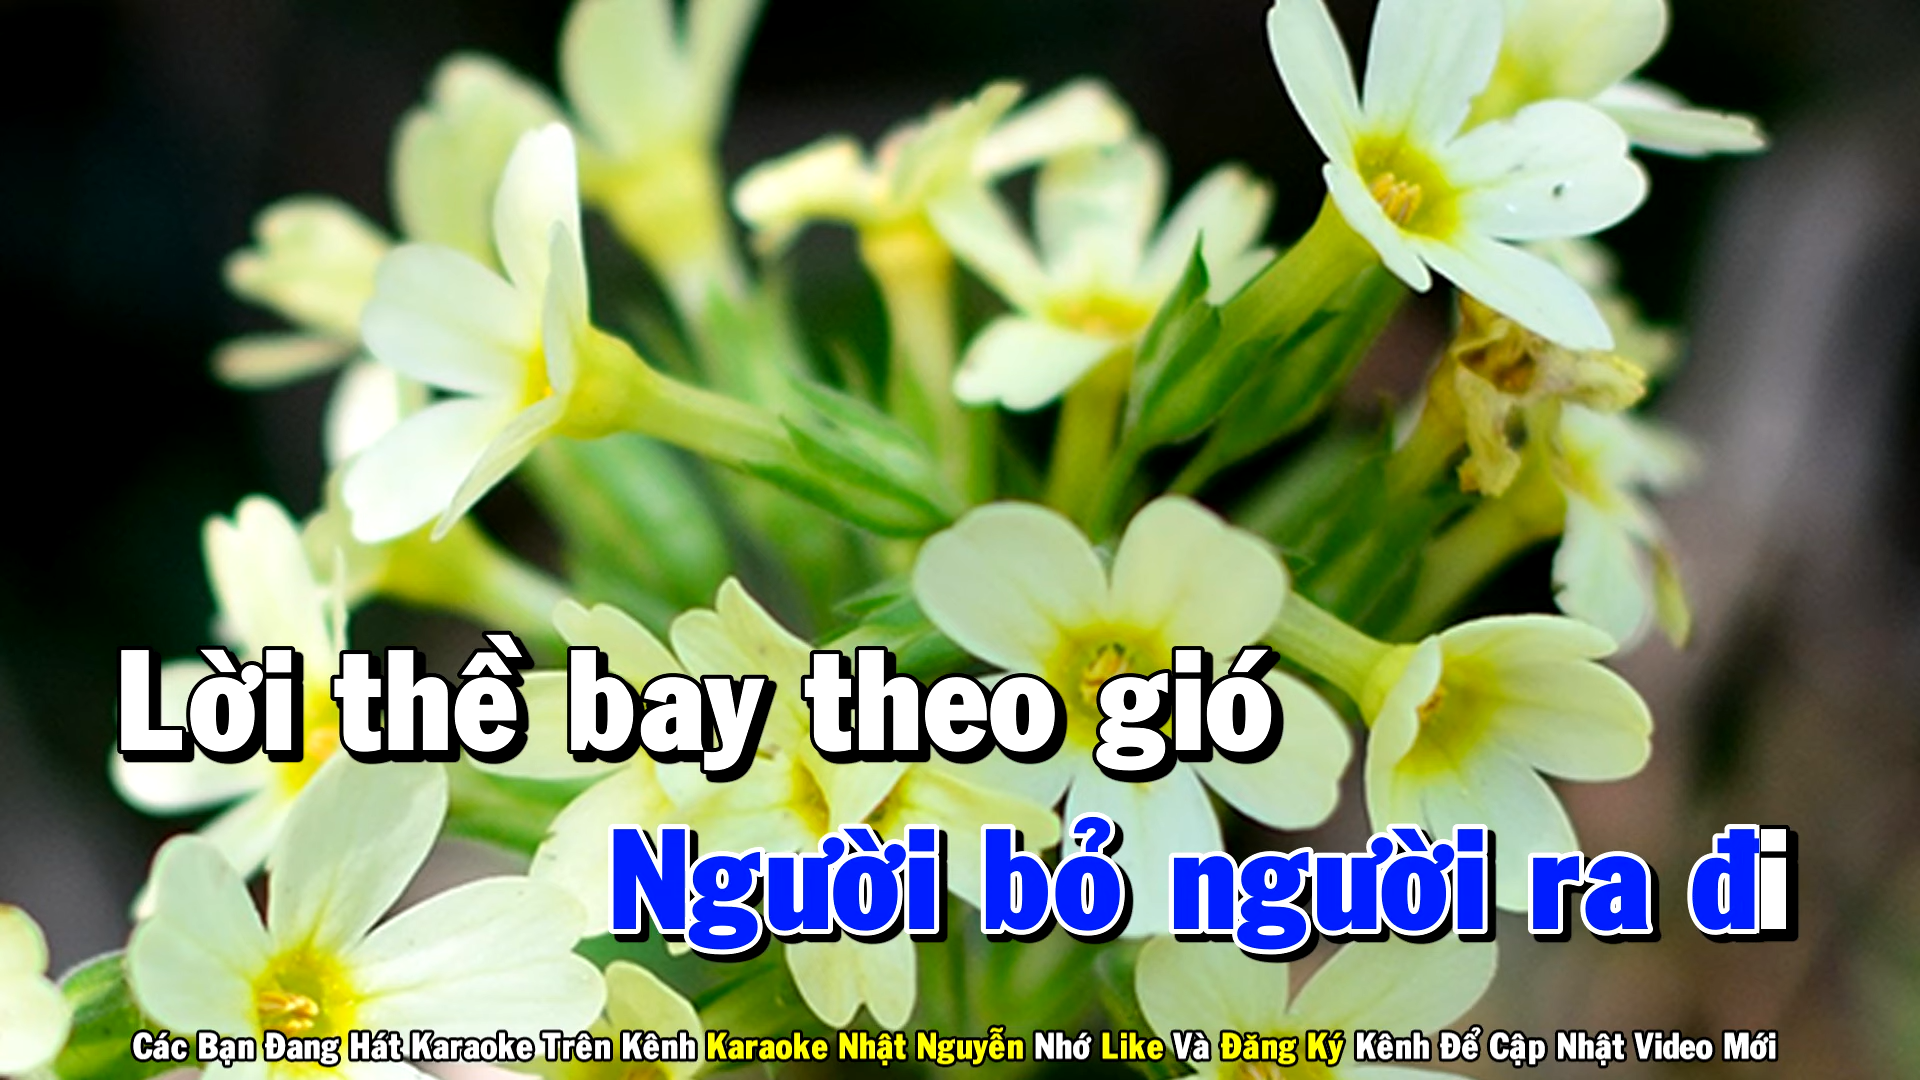 Lời thề bay theo gió
Người bỏ người ra đi
Các Bạn Đang Hát Karaoke Trên Kênh Karaoke Nhật Nguyễn Nhớ Like Và Đăng Ký Kênh Để Cập Nhật Video Mới